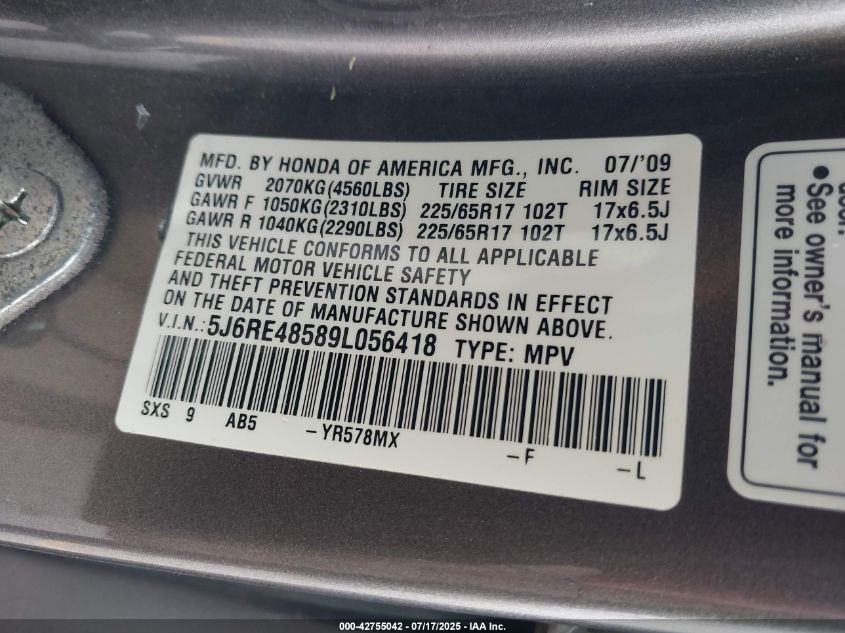 MFD. BY HONDA OF AMERICA MFG., INC. 07/'09
GVWR 2070KG(4560LBS) TIRE SIZE RIM SIZE
GAWR F 1050KG(2310LBS) 225/65R17 102T 17x6.5J
GAWR R 1040KG(2290LBS) 225/65R17 102T 17x6.5J
THIS VEHICLE CONFORMS TO ALL APPLICABLE
FEDERAL MOTOR VEHICLE SAFETY
AND THEFT PREVENTION STANDARDS IN EFFECT
ON THE DATE OF MANUFACTURE SHOWN ABOVE.
V.I.N.: 5J6RE48589L056418 TYPE: MPV
SXS 9 AB5 -YR578MX -F -L
● See owner's manual for
more information.
000-42755042 - 07/17/2025 - IAA Inc.